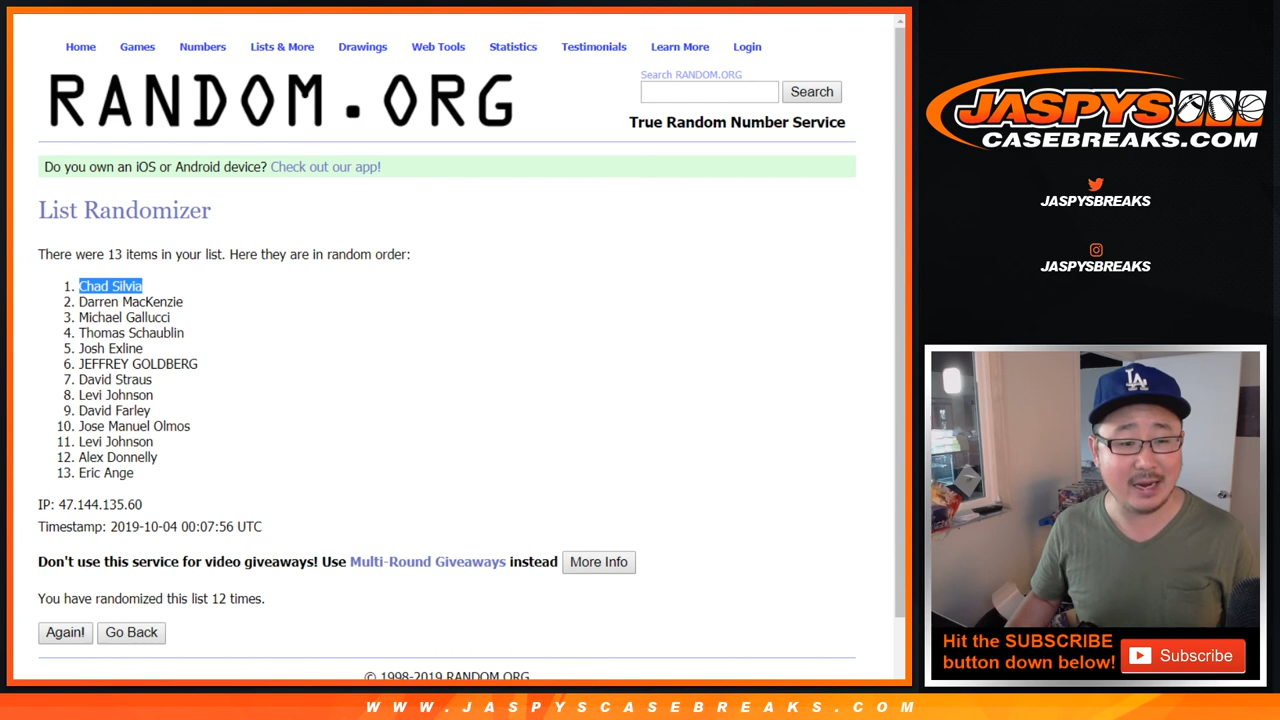 Home Games Numbers Lists & More Drawings Web Tools Statistics Testimonials Learn More Login
RANDOM.ORG
Search RANDOM.ORG
Search
True Random Number Service
Do you own an iOS or Android device? Check out our app!
List Randomizer
There were 13 items in your list. Here they are in random order:
1. Chad Silvia
2. Darren MacKenzie
3. Michael Gallucci
4. Thomas Schaublin
5. Josh Exline
6. JEFFREY GOLDBERG
7. David Straus
8. Levi Johnson
9. David Farley
10. Jose Manuel Olmos
11. Levi Johnson
12. Alex Donnelly
13. Eric Ange
IP: 47.144.135.60
Timestamp: 2019-10-04 00:07:56 UTC
Don't use this service for video giveaways! Use Multi-Round Giveaways instead More Info
You have randomized this list 12 times.
Again! Go Back
© 1998-2019 RANDOM.ORG
JASPYS
CASEBREAKS.COM
JASPYSBREAKS
JASPYSBREAKS
LA
Hit the SUBSCRIBE
button down below!
Subscribe
WWW.JASPYSCASEBREAKS.COM